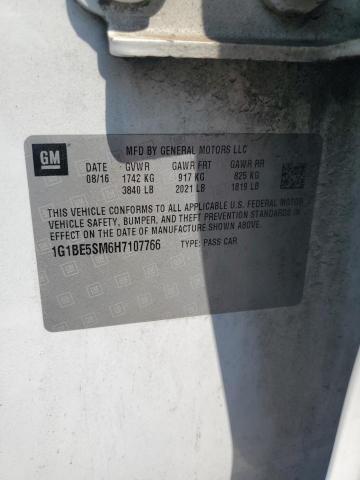 GM
MFD BY GENERAL MOTORS LLC
DATE GVWR GAWR FRT GAWR RR
08/16 1742 KG 917 KG 825 KG
3840 LB 2021 LB 1819 LB
THIS VEHICLE CONFORMS TO ALL APPLICABLE U.S. FEDERAL MOTOR
VEHICLE SAFETY, BUMPER, AND THEFT PREVENTION STANDARDS IN
EFFECT ON THE DATE OF MANUFACTURE SHOWN ABOVE.
1G1BE5SM6H7107766 TYPE: PASS CAR